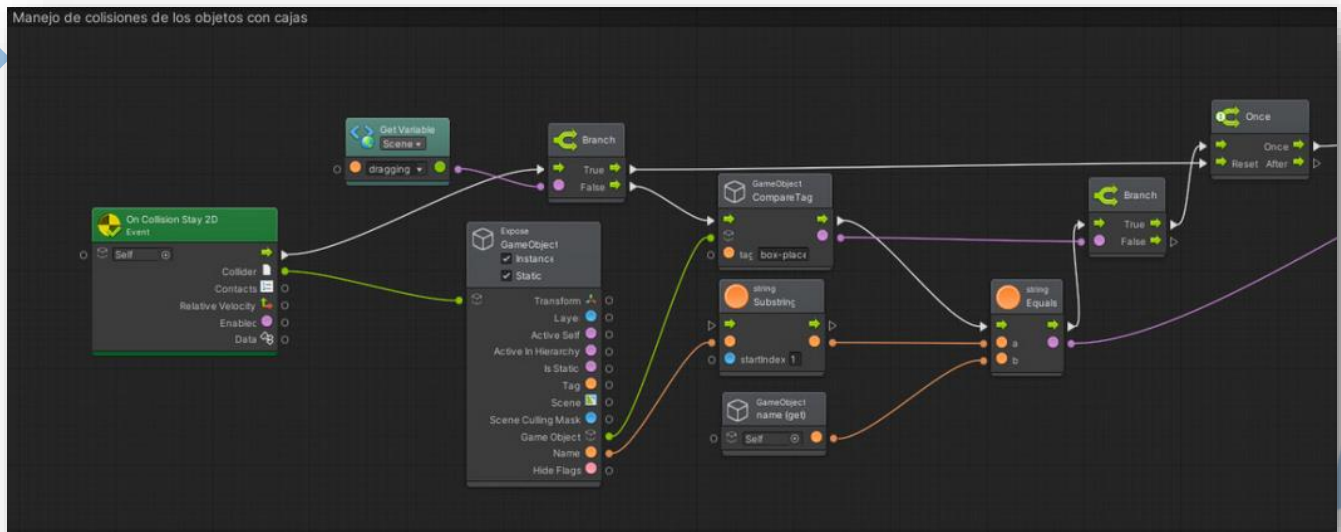 Manejo de colisiones de los objetos con cajas
On Collision Stay 2D
Event
Self
Collider
Contacts
Relative Velocity
Enablec
Data
Get Variable
Scene
dragging
Branch
True
False
Expose
GameObject
Instance
Static
Transform
Laye
Active Self
Active In Hierarchy
Is Static
Tag
Scene
Scene Culling Mask
Game Object
Name
Hide Flags
GameObject
CompareTag
tag box-place
string
Substring
startIndex 1
GameObject
name (get)
Self
string
Equals
a
b
Branch
True
False
Once
Once
Reset After